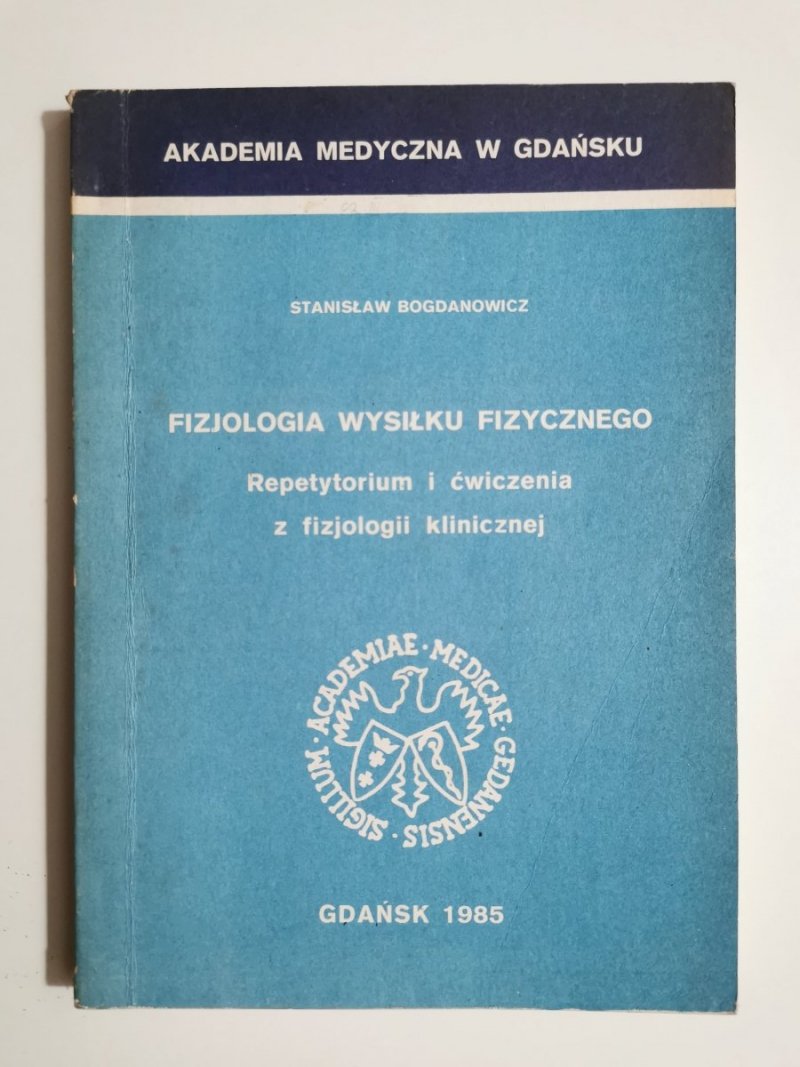 AKADEMIA MEDYCZNA W GDAŃSKU
STANISŁAW BOGDANOWICZ
FIZJOLOGIA WYSIŁKU FIZYCZNEGO
Repetytorium i ćwiczenia
z fizjologii klinicznej
SIGILLUM · ACADEMIAE · MEDICAE · GEDANENSIS ·
GDAŃSK 1985